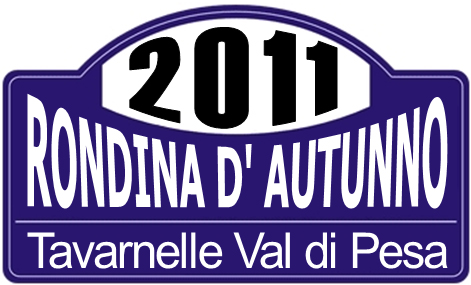 2011
RONDINA D' AUTUNNO
Tavarnelle Val di Pesa